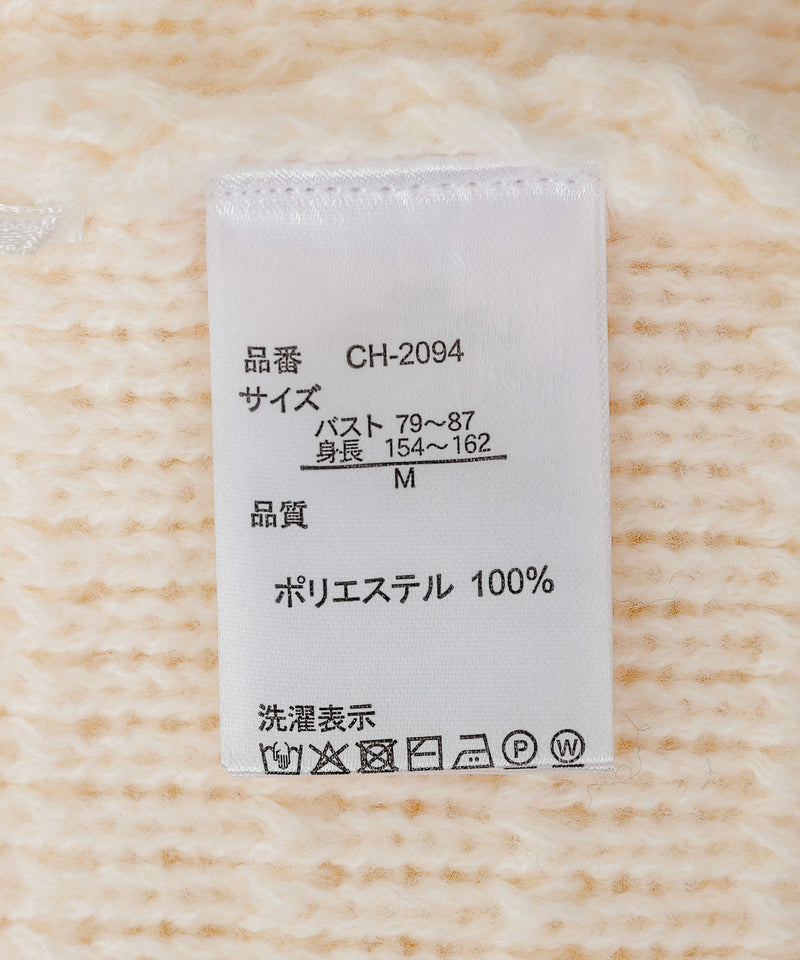 品番 CH-2094
サイズ
バスト 79～87
身長 154～162
M
品質
ポリエステル 100%
洗濯表示
P W